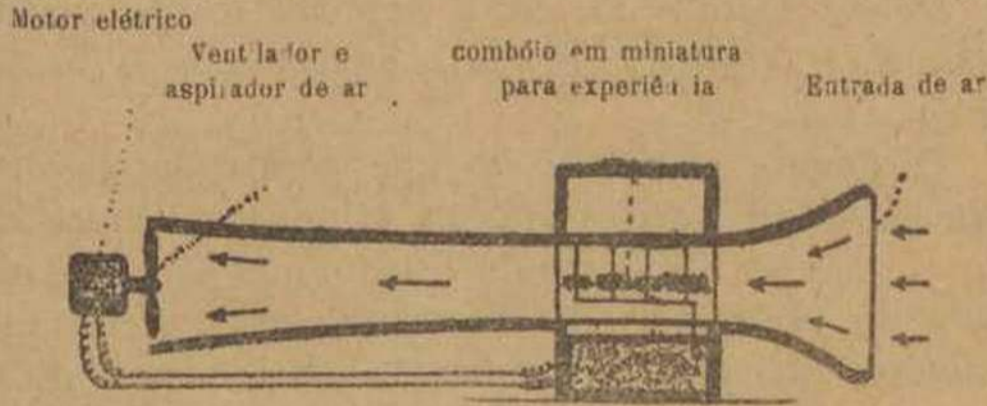 Motor elétrico
Ventilador e
aspirador de ar
combóio em miniatura
para experiência
Entrada de ar